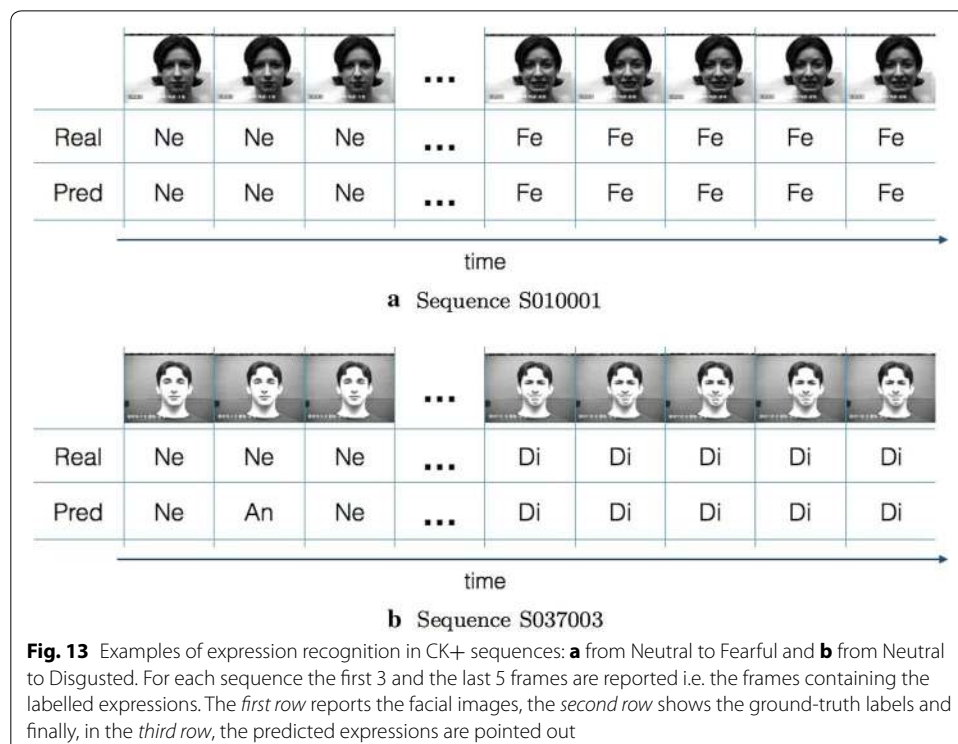 Real Ne Ne Ne ... Fe Fe Fe Fe Fe
Pred Ne Ne Ne ... Fe Fe Fe Fe Fe
time
a Sequence S010001
Real Ne Ne Ne ... Di Di Di Di Di
Pred Ne An Ne ... Di Di Di Di Di
time
b Sequence S037003
Fig. 13 Examples of expression recognition in CK+ sequences: a from Neutral to Fearful and b from Neutral
to Disgusted. For each sequence the first 3 and the last 5 frames are reported i.e. the frames containing the
labelled expressions. The first row reports the facial images, the second row shows the ground-truth labels and
finally, in the third row, the predicted expressions are pointed out